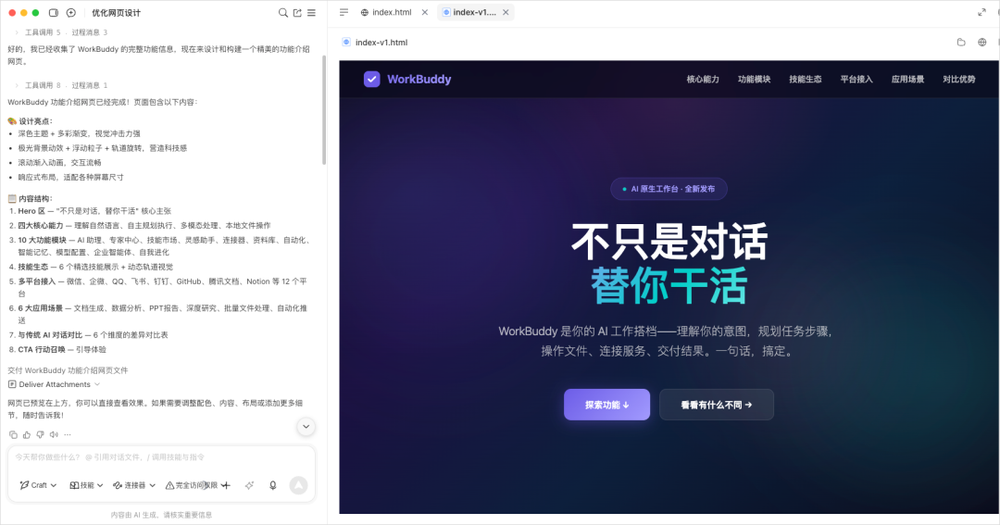 优化网页设计
工具调用 5 · 过程消息 3
好的，我已经收集了 WorkBuddy 的完整功能信息，现在来设计和构建一个精美的功能介绍
网页。
工具调用 8 · 过程消息 1
WorkBuddy 功能介绍网页已经完成！页面包含以下内容：
🎨 设计亮点：
• 深色主题 + 多彩渐变，视觉冲击力强
• 极光背景动效 + 浮动粒子 + 轨道旋转，营造科技感
• 滚动渐入动画，交互流畅
• 响应式布局，适配各种屏幕尺寸
📋 内容结构：
1. Hero 区 — "不只是对话，替你干活" 核心主张
2. 四大核心能力 — 理解自然语言、自主规划执行、多模态处理、本地文件操作
3. 10 大功能模块 — AI 助理、专家中心、技能市场、灵感助手、连接器、资料库、自动化、
智能记忆、模型配置、企业智能体、自我进化
4. 技能生态 — 6 个精选技能展示 + 动态轨道视觉
5. 多平台接入 — 微信、企微、QQ、飞书、钉钉、GitHub、腾讯文档、Notion 等 12 个平
台
6. 6 大应用场景 — 文档生成、数据分析、PPT报告、深度研究、批量文件处理、自动化推
送
7. 与传统 AI 对话对比 — 6 个维度的差异对比表
8. CTA 行动召唤 — 引导体验
交付 WorkBuddy 功能介绍网页文件
Deliver Attachments
网页已预览在上方，你可以直接查看效果。如果需要调整配色、内容、布局或添加更多细
节，随时告诉我！
今天帮你做些什么？ @ 引用对话文件，/ 调用技能与指令
Craft 技能 连接器 完全访问权限
内容由 AI 生成，请核实重要信息
index.html index-v1....
index-v1.html
WorkBuddy
核心能力 功能模块 技能生态 平台接入 应用场景 对比优势
AI 原生工作台 · 全新发布
不只是对话
替你干活
WorkBuddy 是你的 AI 工作搭档——理解你的意图，规划任务步骤，
操作文件、连接服务、交付结果。一句话，搞定。
探索功能 ↓ 看看有什么不同 →